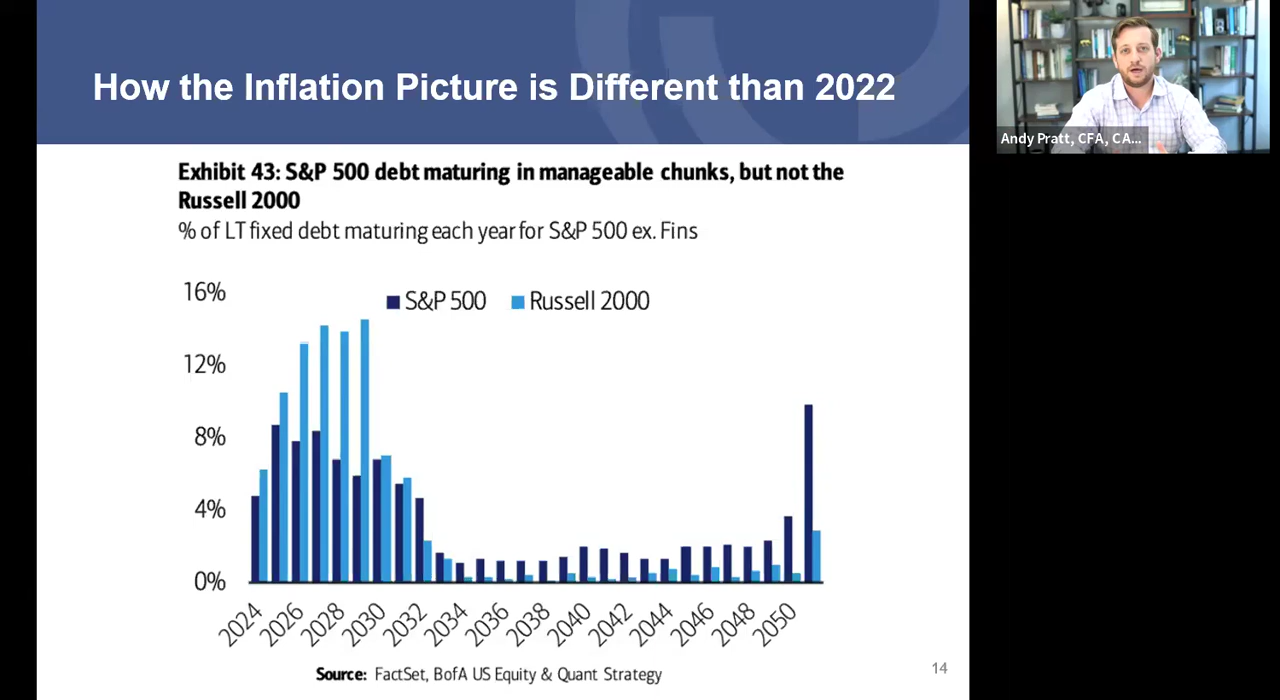 How the Inflation Picture is Different than 2022
Andy Pratt, CFA, CA...
Exhibit 43: S&P 500 debt maturing in manageable chunks, but not the
Russell 2000
% of LT fixed debt maturing each year for S&P 500 ex. Fins
S&P 500 Russell 2000
16%
12%
8%
4%
0%
2024 2026 2028 2030 2032 2034 2036 2038 2040 2042 2044 2046 2048 2050
Source: FactSet, BofA US Equity & Quant Strategy
14